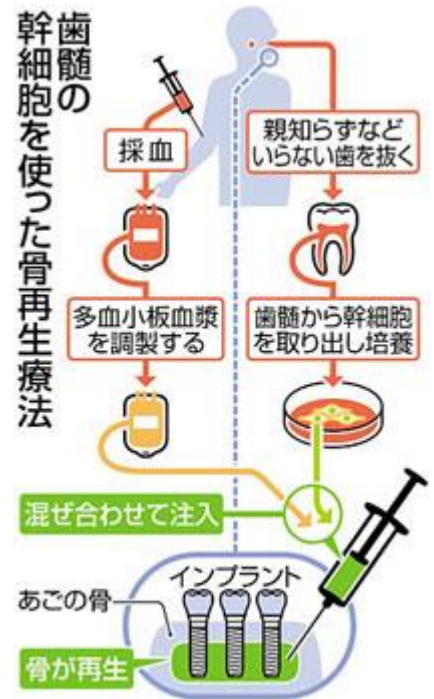 歯髄の
幹細胞を使った骨再生療法
採血
親知らずなど
いらない歯を抜く
多血小板血漿
を調製する
歯髄から幹細胞
を取り出し培養
混ぜ合わせて注入
インプラント
あごの骨
骨が再生